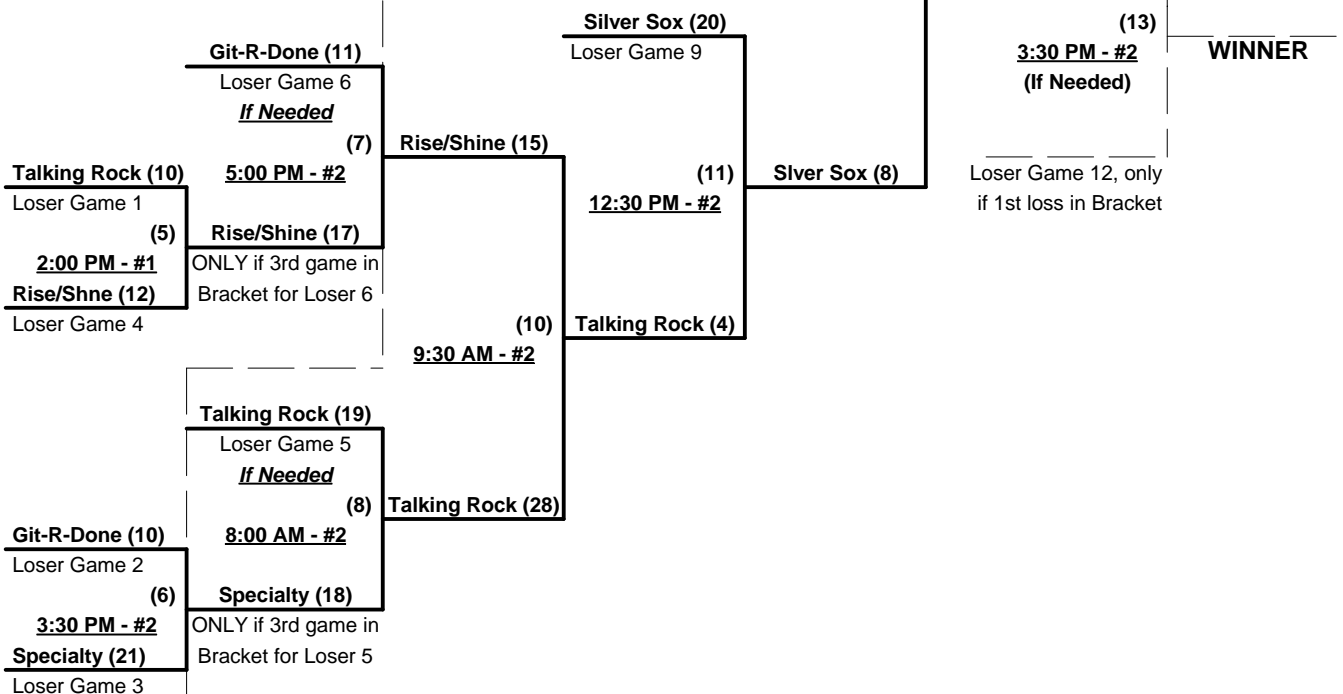 Silver Sox (20)
Loser Game 9
(13)
3:30 PM - #2
(If Needed)
WINNER
Git-R-Done (11)
Loser Game 6
If Needed
(7)
5:00 PM - #2
Rise/Shine (15)
Talking Rock (10)
Loser Game 1
(5)
2:00 PM - #1
Rise/Shne (12)
Loser Game 4
Rise/Shine (17)
ONLY if 3rd game in
Bracket for Loser 6
(11)
12:30 PM - #2
Slver Sox (8)
Loser Game 12, only
if 1st loss in Bracket
(10)
9:30 AM - #2
Talking Rock (4)
Talking Rock (19)
Loser Game 5
If Needed
(8)
8:00 AM - #2
Talking Rock (28)
Git-R-Done (10)
Loser Game 2
(6)
3:30 PM - #2
Specialty (21)
Loser Game 3
Specialty (18)
ONLY if 3rd game in
Bracket for Loser 5